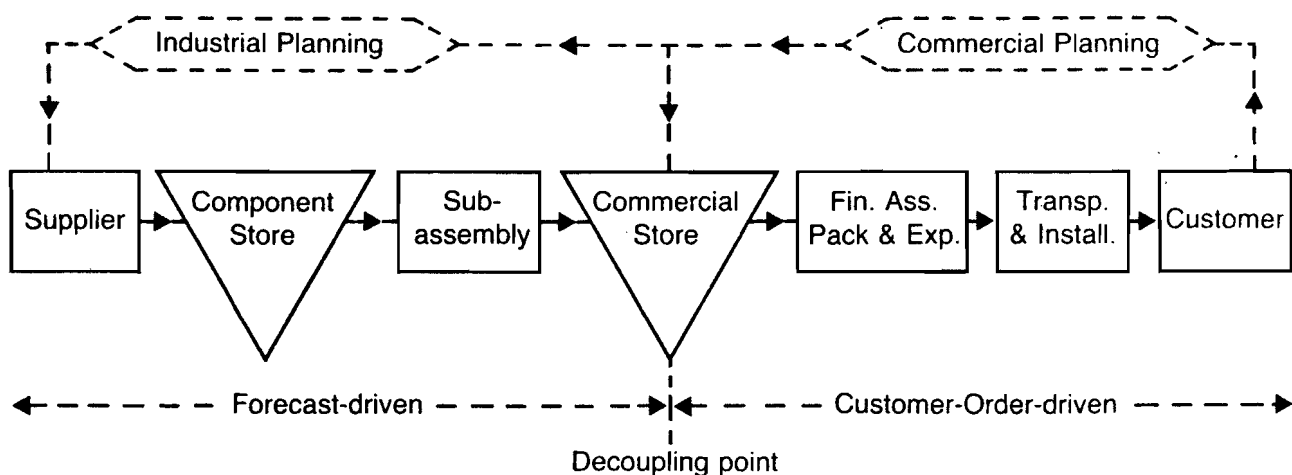 Industrial Planning
Commercial Planning
Supplier
Component
Store
Sub-
assembly
Commercial
Store
Fin. Ass.
Pack & Exp.
Transp.
& Install.
Customer
Forecast-driven
Customer-Order-driven
Decoupling point